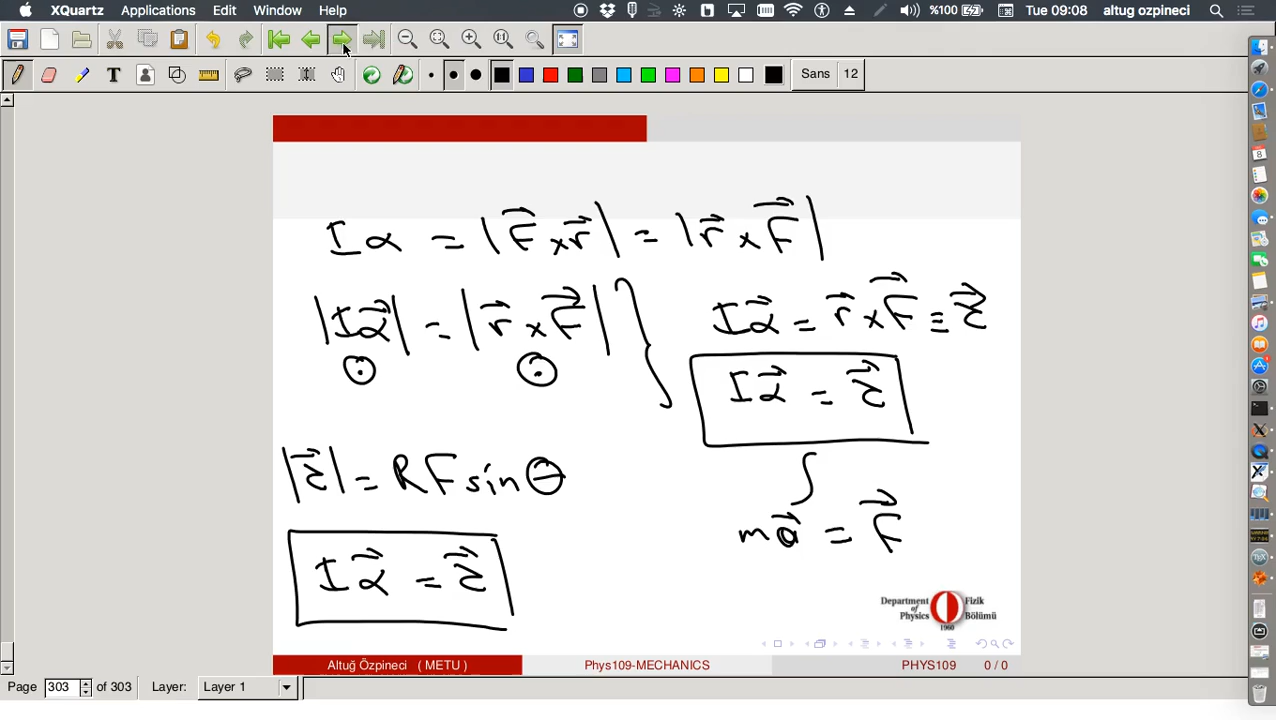 XQuartz Applications Edit Window Help %100 Tue 09:08 altug ozpineci
T Sans 12
Iα = |F⃗ × r⃗| = |r⃗ × F⃗|
|Iα⃗| = |r⃗ × F⃗|
Iα⃗ = r⃗ × F⃗ ≡ τ⃗
Iα⃗ = τ⃗
|τ⃗| = RF sin θ
ma⃗ = F⃗
Iα⃗ = τ⃗
Department of Physics 1960 Fizik Bölümü
Altuğ Özpineci ( METU ) Phys109-MECHANICS PHYS109 0 / 0
Page 303 of 303 Layer: Layer 1